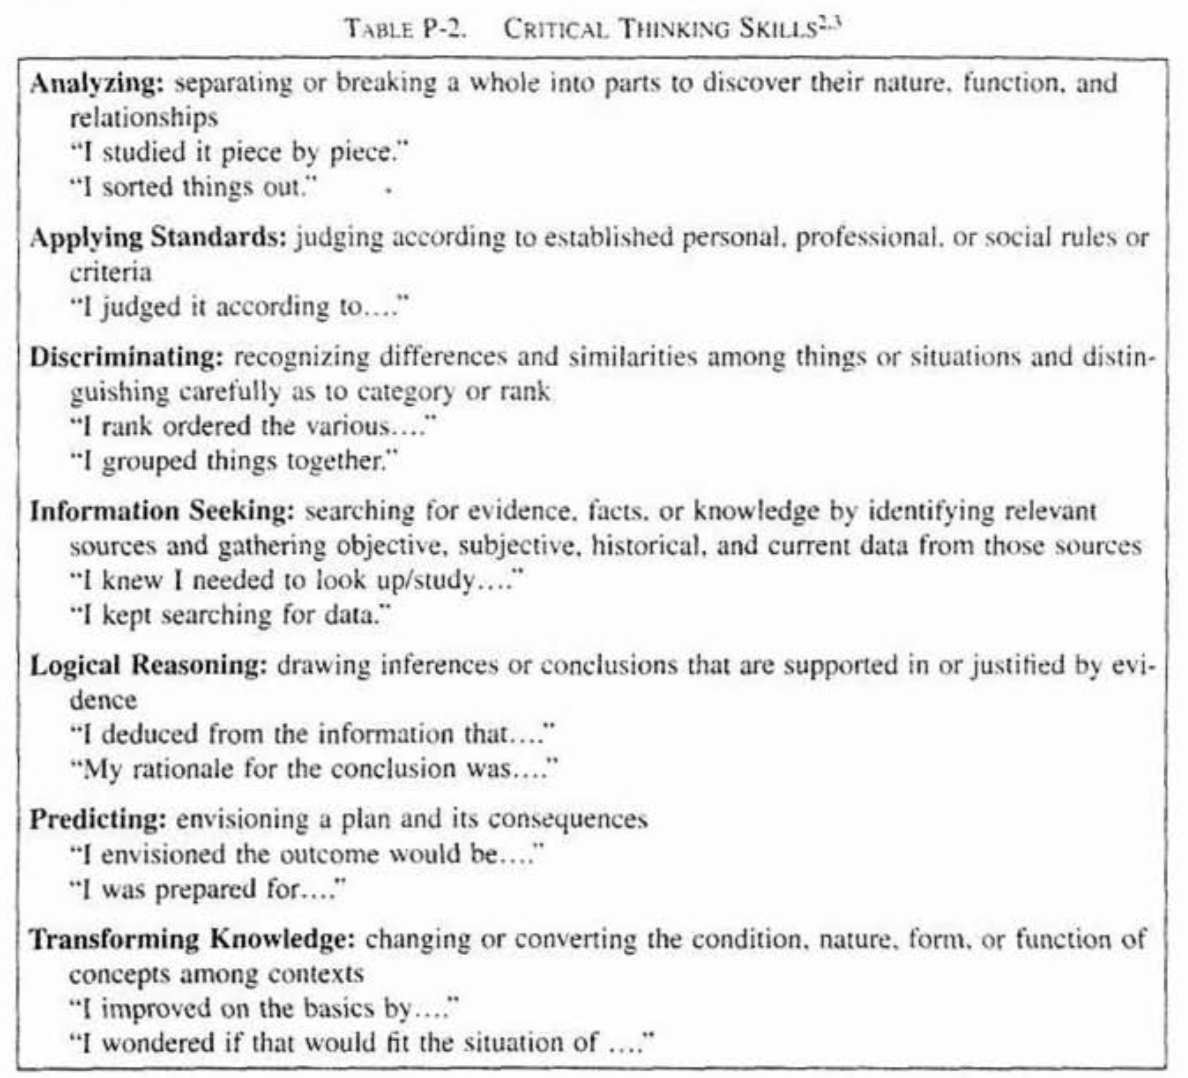 TABLE P-2. CRITICAL THINKING SKILLS2,3
Analyzing: separating or breaking a whole into parts to discover their nature, function, and
relationships
"I studied it piece by piece."
"I sorted things out."
Applying Standards: judging according to established personal, professional, or social rules or
criteria
"I judged it according to...."
Discriminating: recognizing differences and similarities among things or situations and distin-
guishing carefully as to category or rank
"I rank ordered the various...."
"I grouped things together."
Information Seeking: searching for evidence, facts, or knowledge by identifying relevant
sources and gathering objective, subjective, historical, and current data from those sources
"I knew I needed to look up/study...."
"I kept searching for data."
Logical Reasoning: drawing inferences or conclusions that are supported in or justified by evi-
dence
"I deduced from the information that...."
"My rationale for the conclusion was...."
Predicting: envisioning a plan and its consequences
"I envisioned the outcome would be...."
"I was prepared for...."
Transforming Knowledge: changing or converting the condition, nature, form, or function of
concepts among contexts
"I improved on the basics by...."
"I wondered if that would fit the situation of ...."